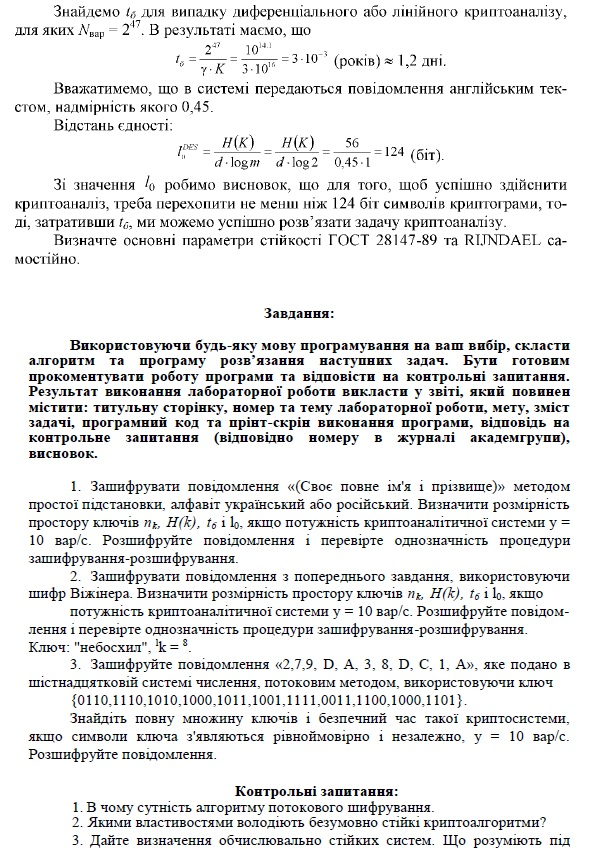 Знайдемо tб для випадку диференціального або лінійного криптоаналізу,
для яких Nвар = 2^47. В результаті маємо, що
tб = 2^47 / γ · K = 10^14.1 / 3·10^16 = 3·10^−3 (років) ≈ 1,2 дні.
Вважатимемо, що в системі передаються повідомлення англійським тек-
стом, надмірність якого 0,45.
Відстань єдності:
l0^DES = H(K) / d·log m = H(K) / d·log 2 = 56 / 0,45·1 = 124 (біт).
Зі значення l0 робимо висновок, що для того, щоб успішно здійснити
криптоаналіз, треба перехопити не менш ніж 124 біт символів криптограми, то-
ді, затративши tб, ми можемо успішно розв’язати задачу криптоаналізу.
Визначте основні параметри стійкості ГОСТ 28147-89 та RIJNDAEL са-
мостійно.
Завдання:
Використовуючи будь-яку мову програмування на ваш вибір, скласти
алгоритм та програму розв’язання наступних задач. Бути готовим
прокоментувати роботу програми та відповісти на контрольні запитання.
Результат виконання лабораторної роботи викласти у звіті, який повинен
містити: титульну сторінку, номер та тему лабораторної роботи, мету, зміст
задачі, програмний код та прінт-скрін виконання програми, відповідь на
контрольне запитання (відповідно номеру в журналі академгрупи),
висновок.
1. Зашифрувати повідомлення «(Своє повне ім'я і прізвище)» методом
простої підстановки, алфавіт український або російський. Визначити розмірність
простору ключів nk, H(k), tб і l0, якщо потужність криптоаналітичної системи y =
10 вар/с. Розшифруйте повідомлення і перевірте однозначність процедури
зашифрування-розшифрування.
2. Зашифрувати повідомлення з попереднього завдання, використовуючи
шифр Віжінера. Визначити розмірність простору ключів nk, H(k), tб і l0, якщо
потужність криптоаналітичної системи y = 10 вар/с. Розшифруйте повідом-
лення і перевірте однозначність процедури зашифрування-розшифрування.
Ключ: "небосхил", lk = 8.
3. Зашифруйте повідомлення «2,7,9, D, A, 3, 8, D, C, 1, A», яке подано в
шістнадцятковій системі числення, потоковим методом, використовуючи ключ
{0110,1110,1010,1000,1011,1001,1111,0011,1100,1000,1101}.
Знайдіть повну множину ключів і безпечний час такої криптосистеми,
якщо символи ключа з'являються рівноймовірно і незалежно, y = 10 вар/с.
Розшифруйте повідомлення.
Контрольні запитання:
1. В чому сутність алгоритму потокового шифрування.
2. Якими властивостями володіють безумовно стійкі криптоалгоритми?
3. Дайте визначення обчислювально стійких систем. Що розуміють під